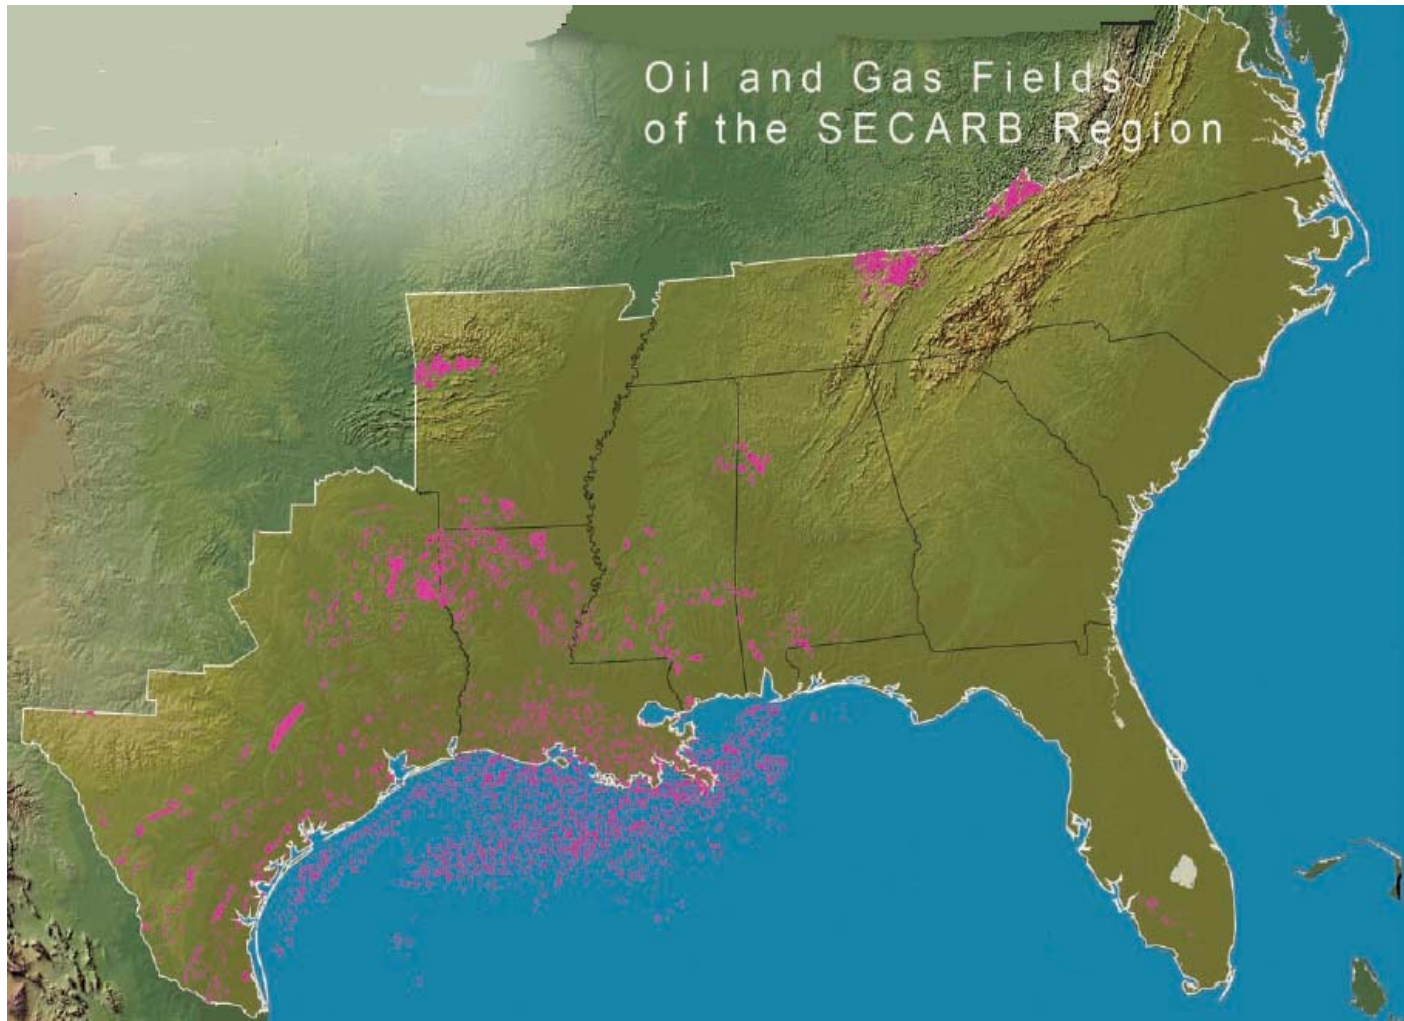 Oil and Gas Fields
of the SECARB Region